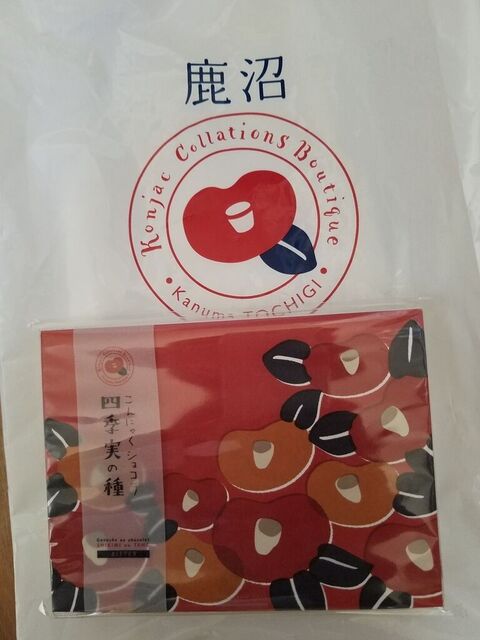 鹿沼
Konjac Collations Boutique
• Kanuma TOCHIGI •
こんにゃくショコラ
四季実の種
BITTER